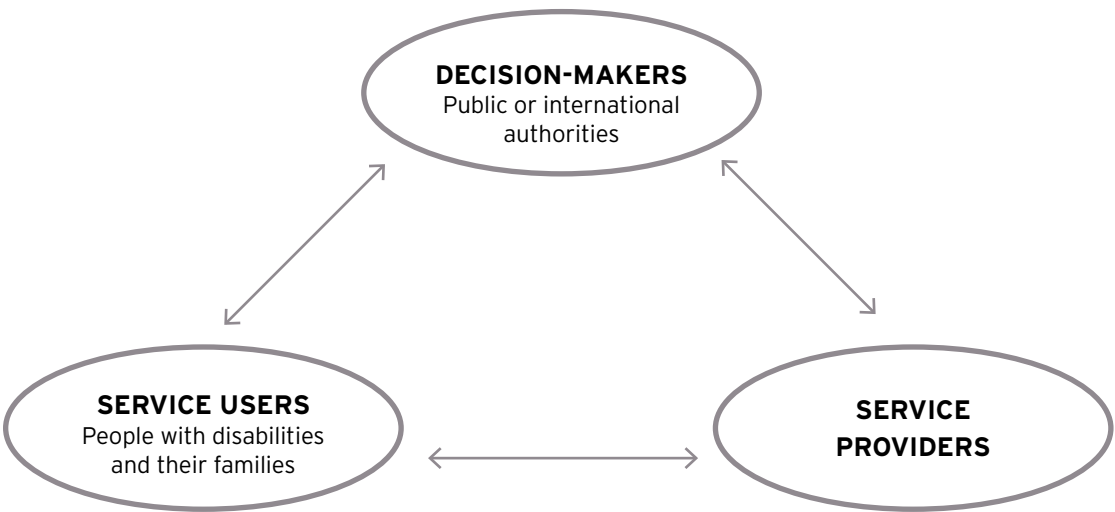 DECISION-MAKERS
Public or international
authorities
SERVICE USERS
People with disabilities
and their families
SERVICE
PROVIDERS